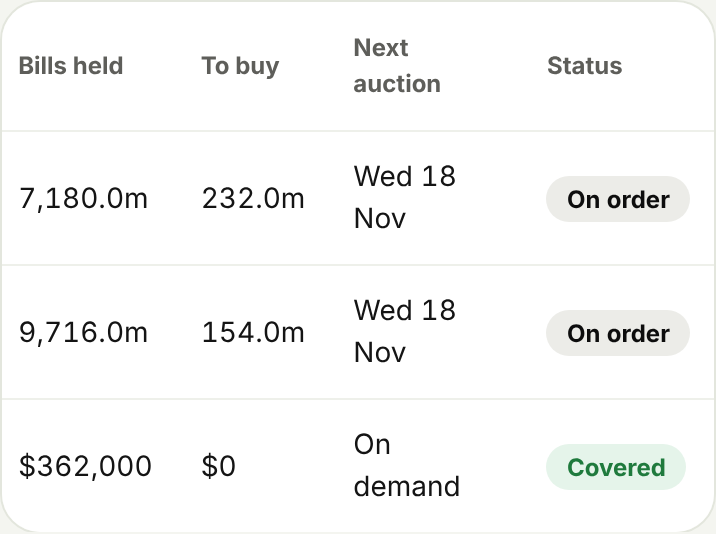 Bills held To buy Next auction Status
7,180.0m 232.0m Wed 18 Nov On order
9,716.0m 154.0m Wed 18 Nov On order
$362,000 $0 On demand Covered